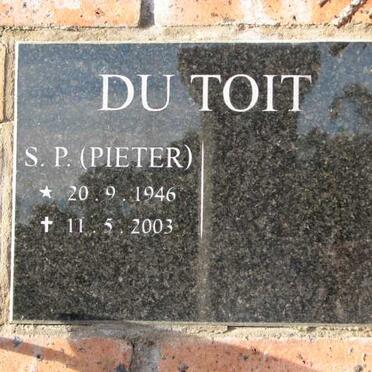 DU TOIT
S. P. (PIETER)
★ 20 . 9 . 1946
✝ 11 . 5 . 2003